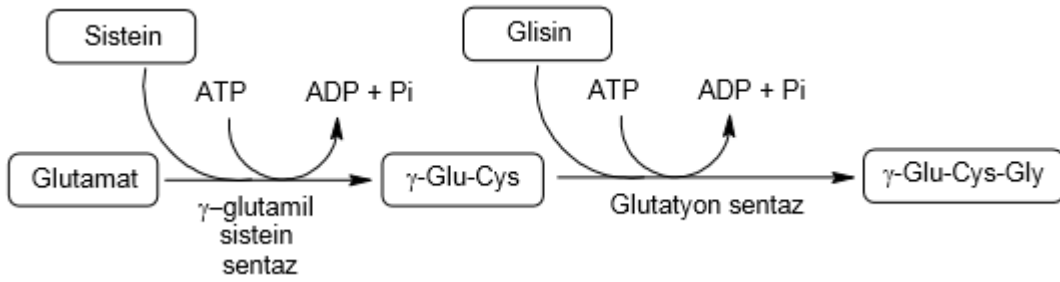 Sistein
Glisin
ATP
ADP + Pi
ATP
ADP + Pi
Glutamat
γ-Glu-Cys
γ-Glu-Cys-Gly
γ–glutamil
sistein
sentaz
Glutatyon sentaz